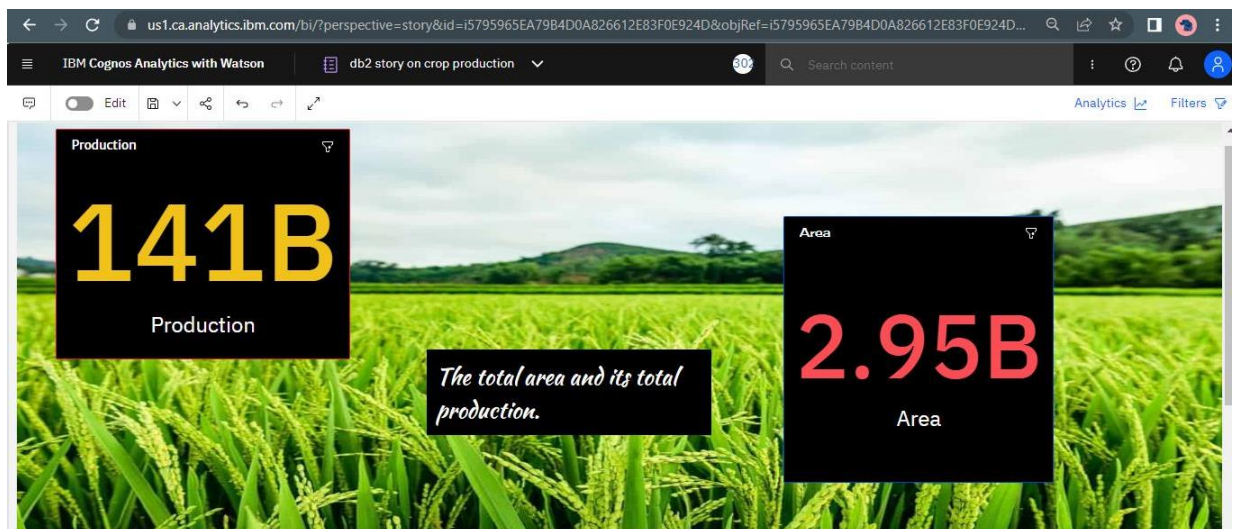 us1.ca.analytics.ibm.com/bi/?perspective=story&id=i5795965EA79B4D0A826612E83F0E924D&objRef=i5795965EA79B4D0A826612E83F0E924D...
IBM Cognos Analytics with Watson
db2 story on crop production
302
Search content
Edit
Analytics
Filters
Production
141B
Production
Area
2.95B
Area
The total area and its total
production.